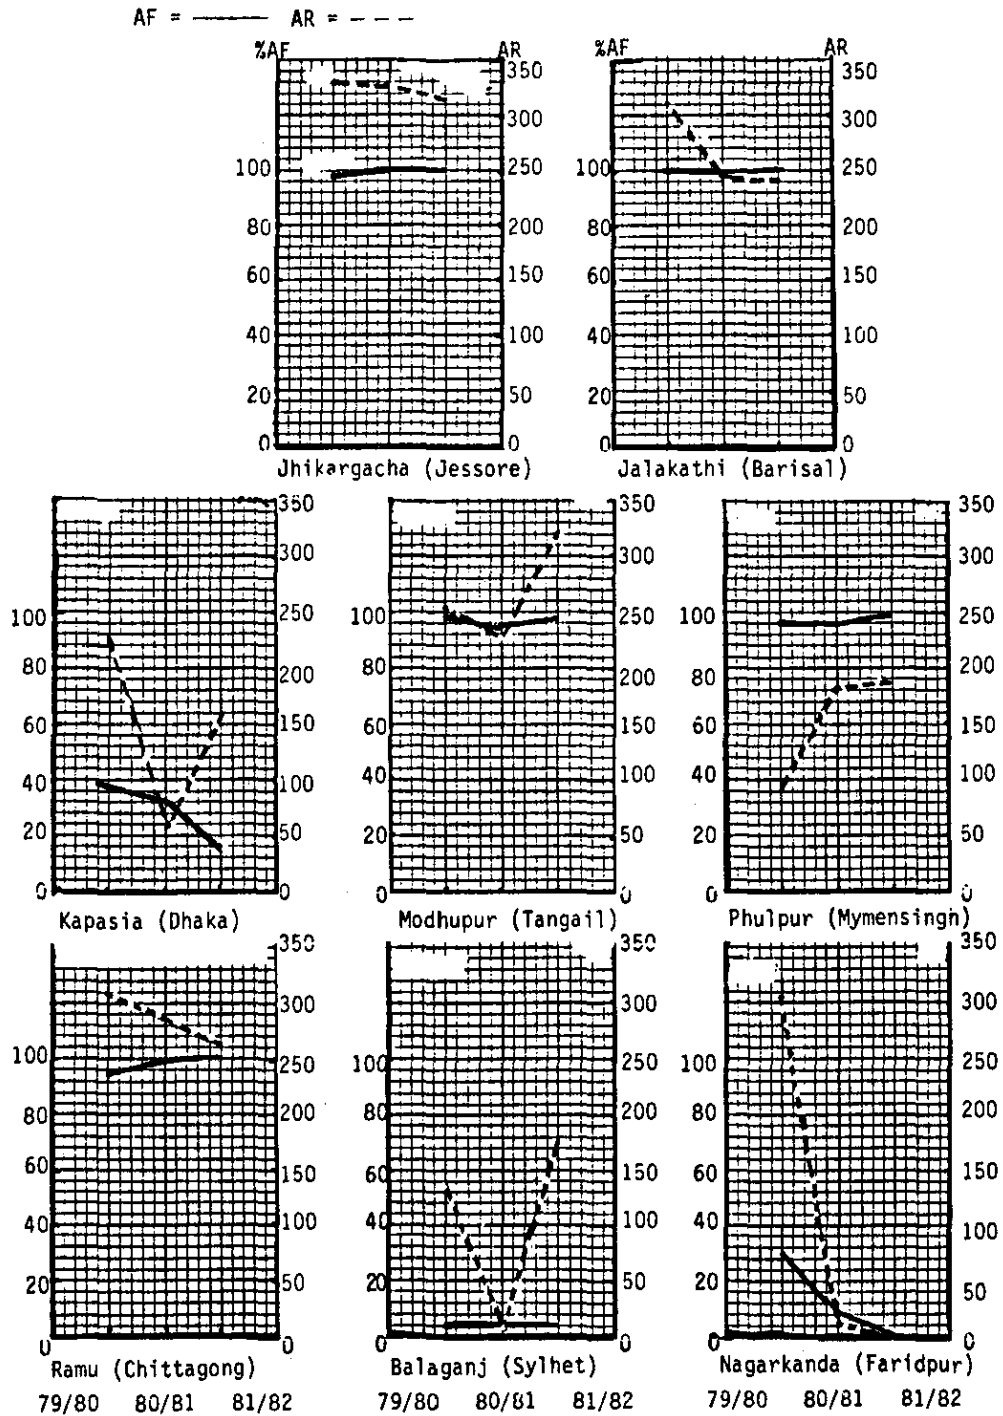 AF = ——— AR = - - - -
%AF AR %AF AR
350 350
300 300
100 250 100 250
80 200 80 200
60 150 60 150
40 100 40 100
20 50 20 50
0 0 0 0
Jhikargacha (Jessore) Jalakathi (Barisal)
350 350 350
300 300 300
100 250 100 250 100 250
80 200 80 200 80 200
60 150 60 150 60 150
40 100 40 100 40 100
20 50 20 50 20 50
0 0 0 0 0 0
Kapasia (Dhaka) Modhupur (Tangail) Phulpur (Mymensingh)
350 350 350
300 300 300
100 250 100 250 100 250
80 200 80 200 80 200
60 150 60 150 60 150
40 100 40 100 40 100
20 50 20 50 20 50
0 0 0 0 0 0
Ramu (Chittagong) Balaganj (Sylhet) Nagarkanda (Faridpur)
79/80 80/81 81/82 79/80 80/81 81/82 79/80 80/81 81/82